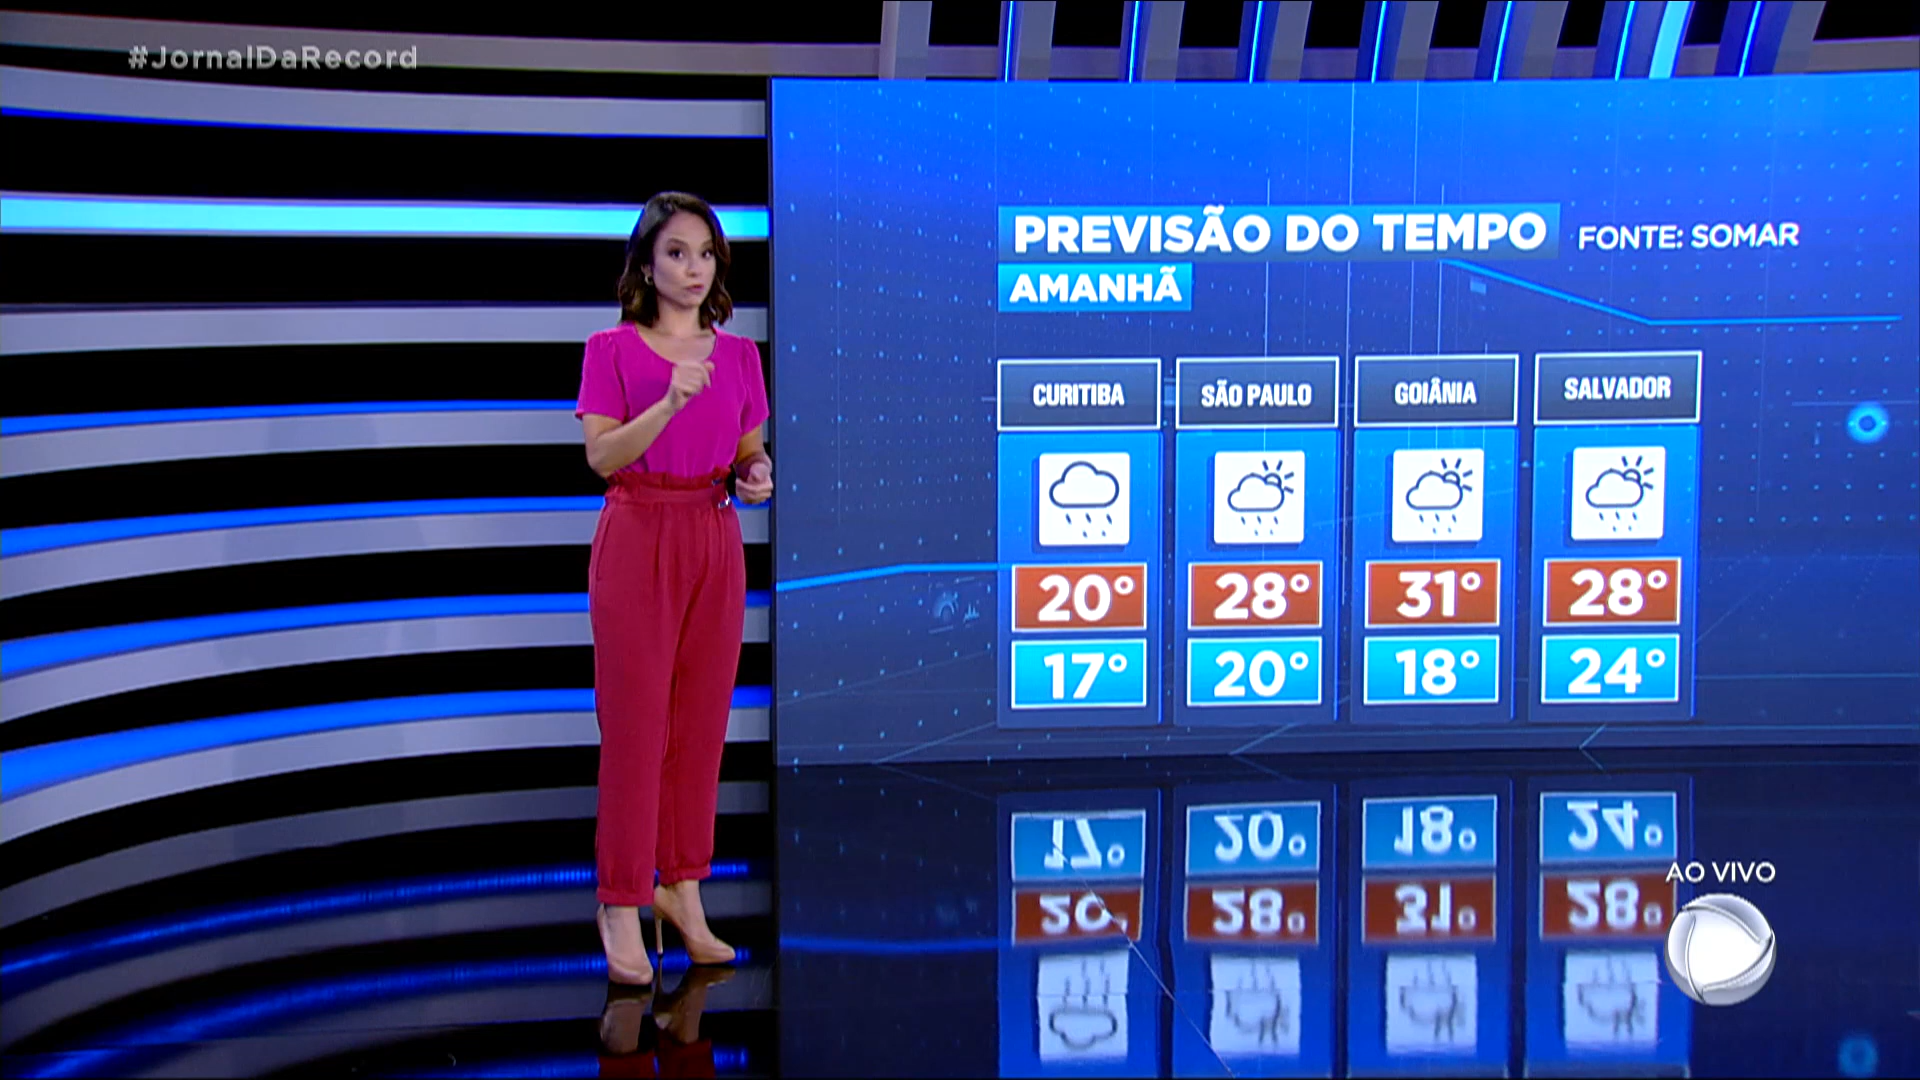 #JornalDaRecord
PREVISÃO DO TEMPO
FONTE: SOMAR
AMANHÃ
CURITIBA
SÃO PAULO
GOIÂNIA
SALVADOR
20° 28° 31° 28°
17° 20° 18° 24°
AO VIVO